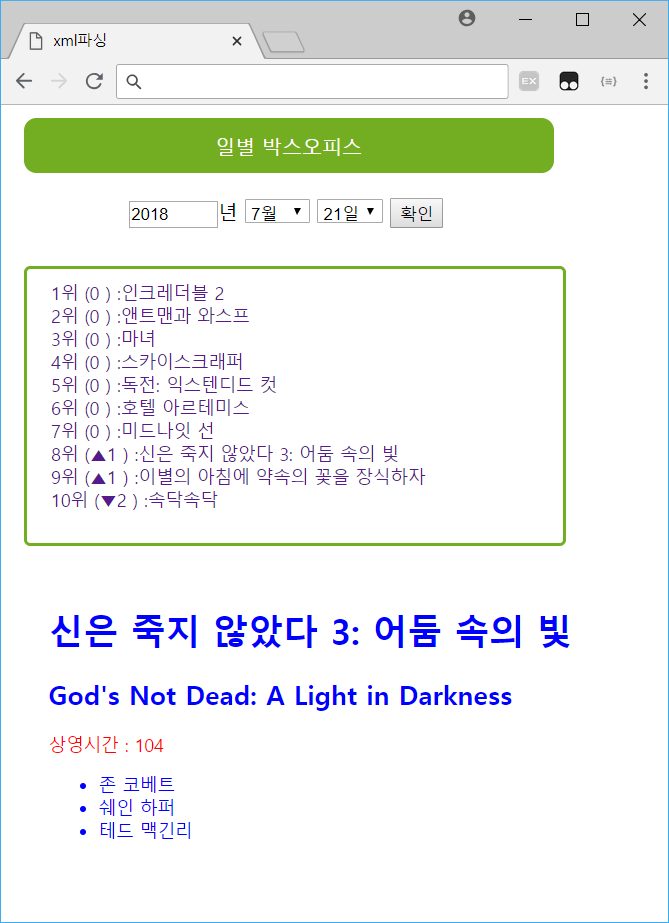 xml파싱
EX
일별 박스오피스
2018 년 7월 21일 확인
1위 (0 ) :인크레더블 2
2위 (0 ) :앤트맨과 와스프
3위 (0 ) :마녀
4위 (0 ) :스카이스크래퍼
5위 (0 ) :독전: 익스텐디드 컷
6위 (0 ) :호텔 아르테미스
7위 (0 ) :미드나잇 선
8위 (▲1 ) :신은 죽지 않았다 3: 어둠 속의 빛
9위 (▲1 ) :이별의 아침에 약속의 꽃을 장식하자
10위 (▼2 ) :속닥속닥
신은 죽지 않았다 3: 어둠 속의 빛
God's Not Dead: A Light in Darkness
상영시간 : 104
• 존 코베트
• 쉐인 하퍼
• 테드 맥긴리